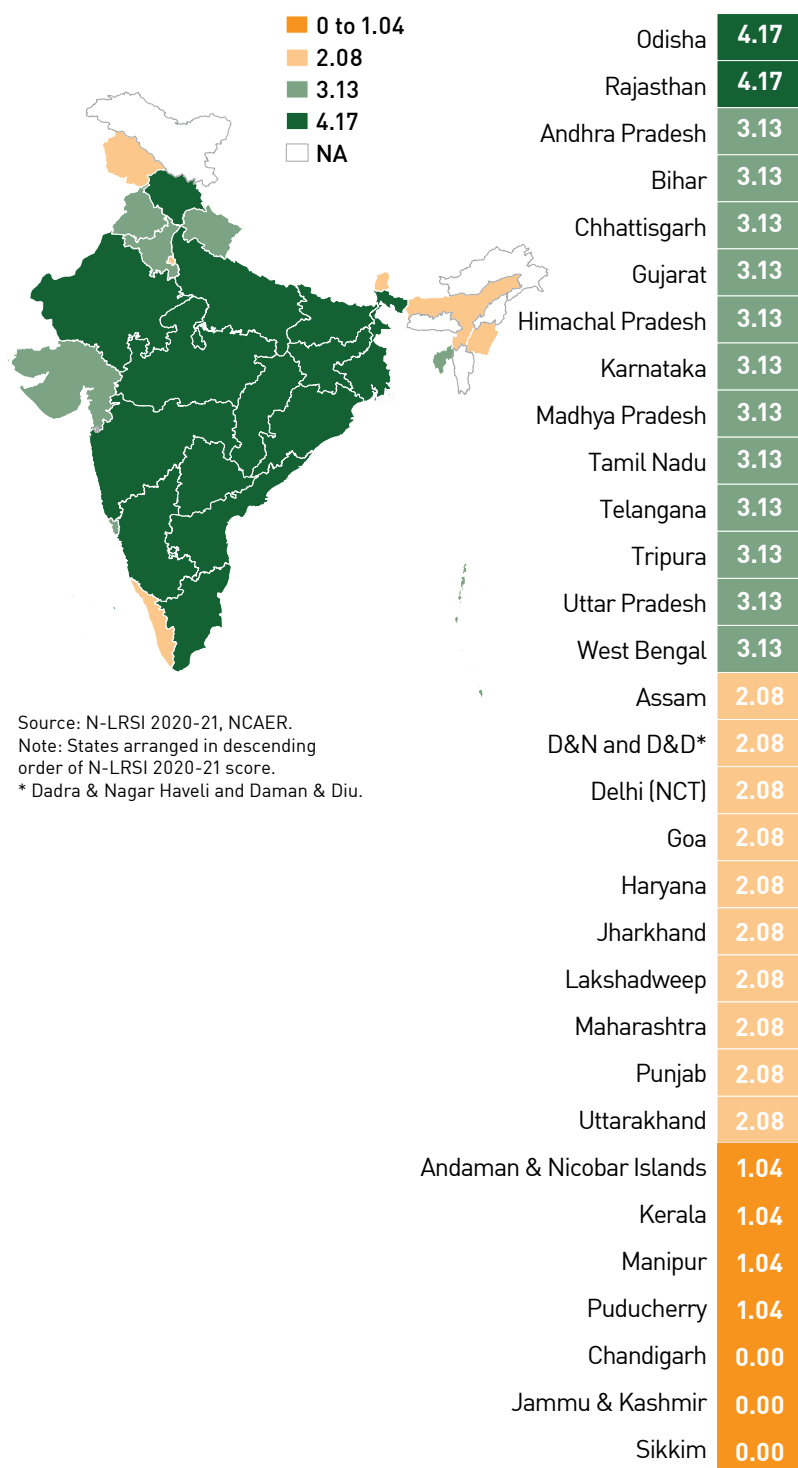 0 to 1.04
2.08
3.13
4.17
NA
Odisha 4.17
Rajasthan 4.17
Andhra Pradesh 3.13
Bihar 3.13
Chhattisgarh 3.13
Gujarat 3.13
Himachal Pradesh 3.13
Karnataka 3.13
Madhya Pradesh 3.13
Tamil Nadu 3.13
Telangana 3.13
Tripura 3.13
Uttar Pradesh 3.13
West Bengal 3.13
Assam 2.08
D&N and D&D* 2.08
Delhi (NCT) 2.08
Goa 2.08
Haryana 2.08
Jharkhand 2.08
Lakshadweep 2.08
Maharashtra 2.08
Punjab 2.08
Uttarakhand 2.08
Andaman & Nicobar Islands 1.04
Kerala 1.04
Manipur 1.04
Puducherry 1.04
Chandigarh 0.00
Jammu & Kashmir 0.00
Sikkim 0.00
Source: N-LRSI 2020-21, NCAER.
Note: States arranged in descending
order of N-LRSI 2020-21 score.
* Dadra & Nagar Haveli and Daman & Diu.